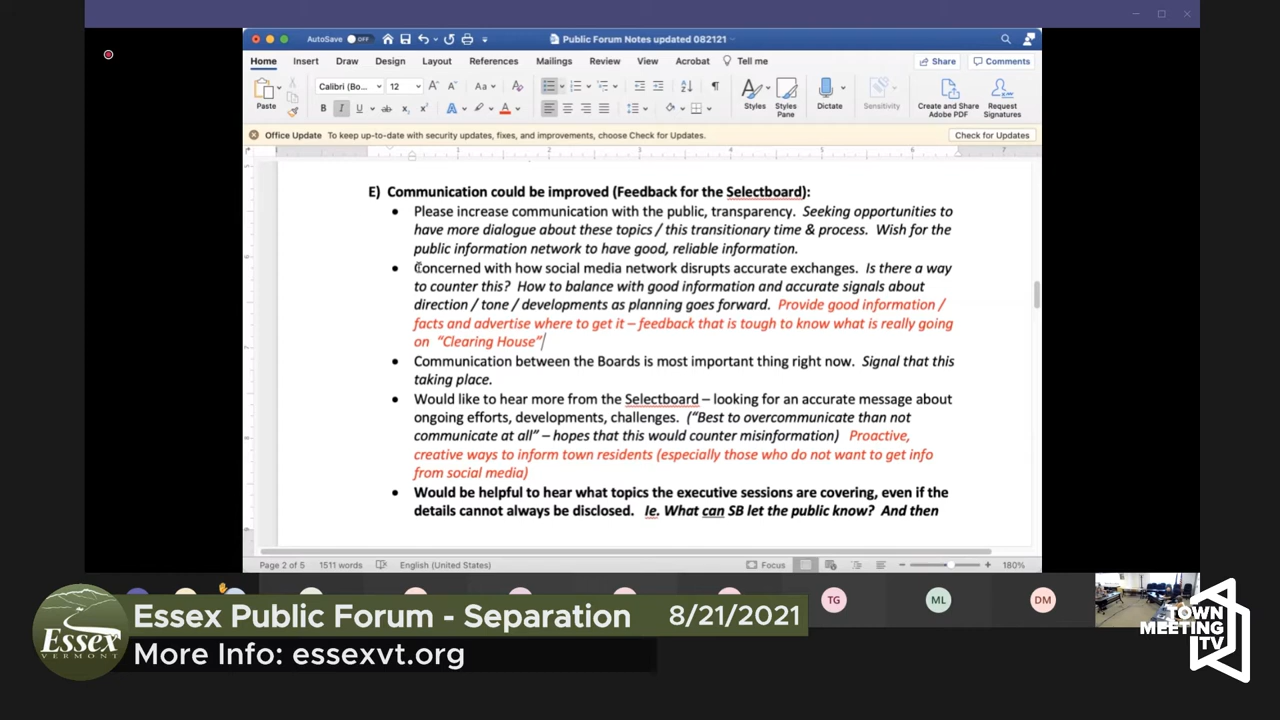 AutoSave OFF
Public Forum Notes updated 082121
Home Insert Draw Design Layout References Mailings Review View Acrobat Tell me
Share Comments
Paste
Calibri (Bo... 12
Styles
Styles Pane
Dictate
Sensitivity
Create and Share Adobe PDF
Request Signatures
Office Update To keep up-to-date with security updates, fixes, and improvements, choose Check for Updates.
Check for Updates
1 2 3 4 5 6 7
E) Communication could be improved (Feedback for the Selectboard):
• Please increase communication with the public, transparency. Seeking opportunities to
have more dialogue about these topics / this transitionary time & process. Wish for the
public information network to have good, reliable information.
• Concerned with how social media network disrupts accurate exchanges. Is there a way
to counter this? How to balance with good information and accurate signals about
direction / tone / developments as planning goes forward. Provide good information /
facts and advertise where to get it – feedback that is tough to know what is really going
on “Clearing House”
• Communication between the Boards is most important thing right now. Signal that this
taking place.
• Would like to hear more from the Selectboard – looking for an accurate message about
ongoing efforts, developments, challenges. (“Best to overcommunicate than not
communicate at all” – hopes that this would counter misinformation) Proactive,
creative ways to inform town residents (especially those who do not want to get info
from social media)
• Would be helpful to hear what topics the executive sessions are covering, even if the
details cannot always be disclosed. Ie. What can SB let the public know? And then
Page 2 of 5 1511 words English (United States) Focus 180%
TG ML DM
Essex VERMONT
Essex Public Forum - Separation 8/21/2021
More Info: essexvt.org
TOWN MEETING TV